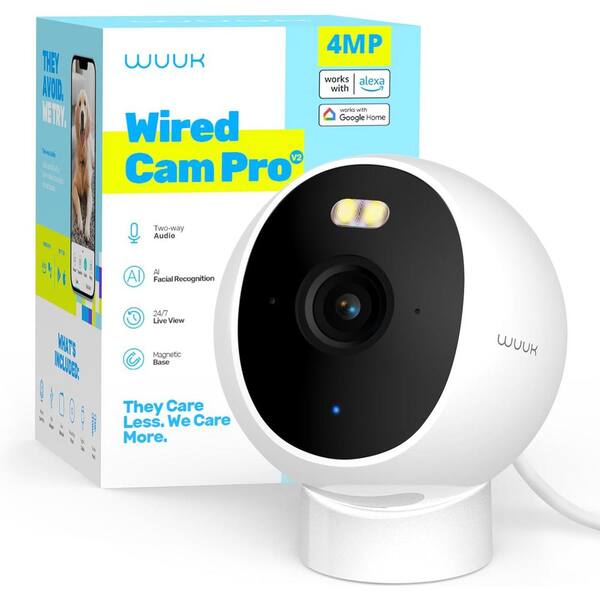 THEY
AVOID.
WE TRY.
WUUK
4MP
works with alexa
works with
Google Home
Wired
Cam Pro V2
Two-way
Audio
AI
AI
Facial Recognition
24/7
Live View
Magnetic
Base
They Care
Less. We Care
More.
WHAT'S
INCLUDED:
WUUK